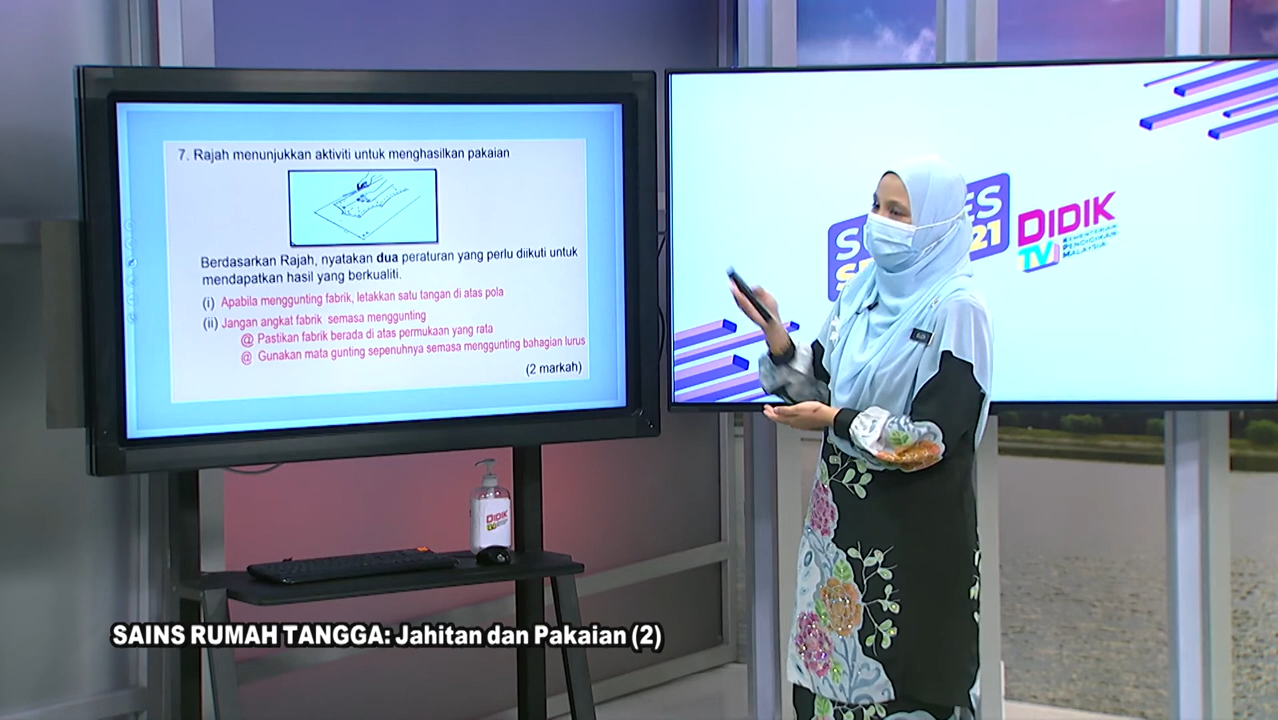 7. Rajah menunjukkan aktiviti untuk menghasilkan pakaian
Berdasarkan Rajah, nyatakan dua peraturan yang perlu diikuti untuk
mendapatkan hasil yang berkualiti.
(i) Apabila menggunting fabrik, letakkan satu tangan di atas pola
(ii) Jangan angkat fabrik semasa menggunting
@ Pastikan fabrik berada di atas permukaan yang rata
@ Gunakan mata gunting sepenuhnya semasa menggunting bahagian lurus
(2 markah)
DIDIK
TV
KEMENTERIAN
PENDIDIKAN
MALAYSIA
DIDIK
SAINS RUMAH TANGGA: Jahitan dan Pakaian (2)